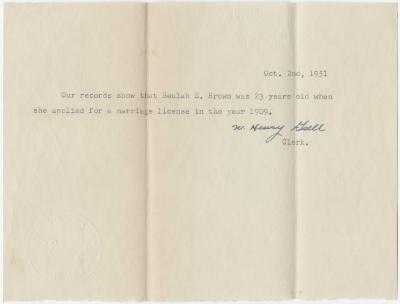 Oct. 2nd, 1951
Our records show that Beulah E. Brown was 23 years old when
she applied for a marriage license in the year 1909.
W. Henry
Clerk.